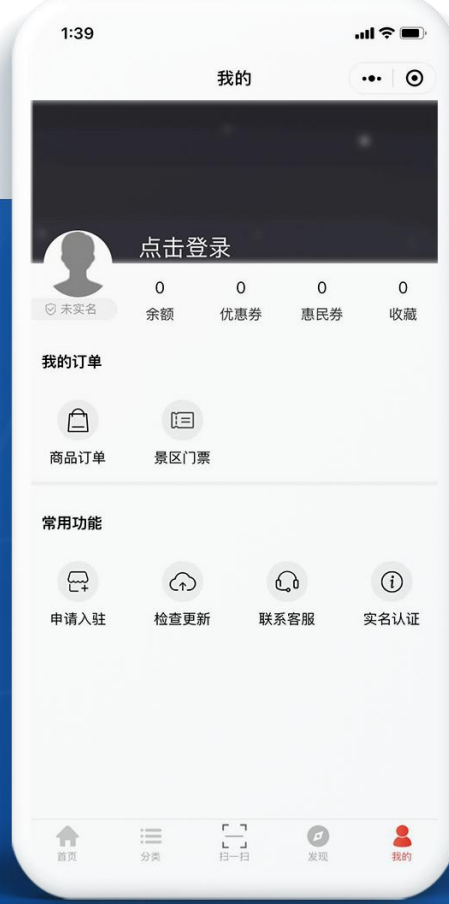 1:39
我的
点击登录
未实名
0 0 0 0
余额 优惠券 惠民券 收藏
我的订单
商品订单 景区门票
常用功能
申请入驻 检查更新 联系客服 实名认证
首页 分类 扫一扫 发现 我的